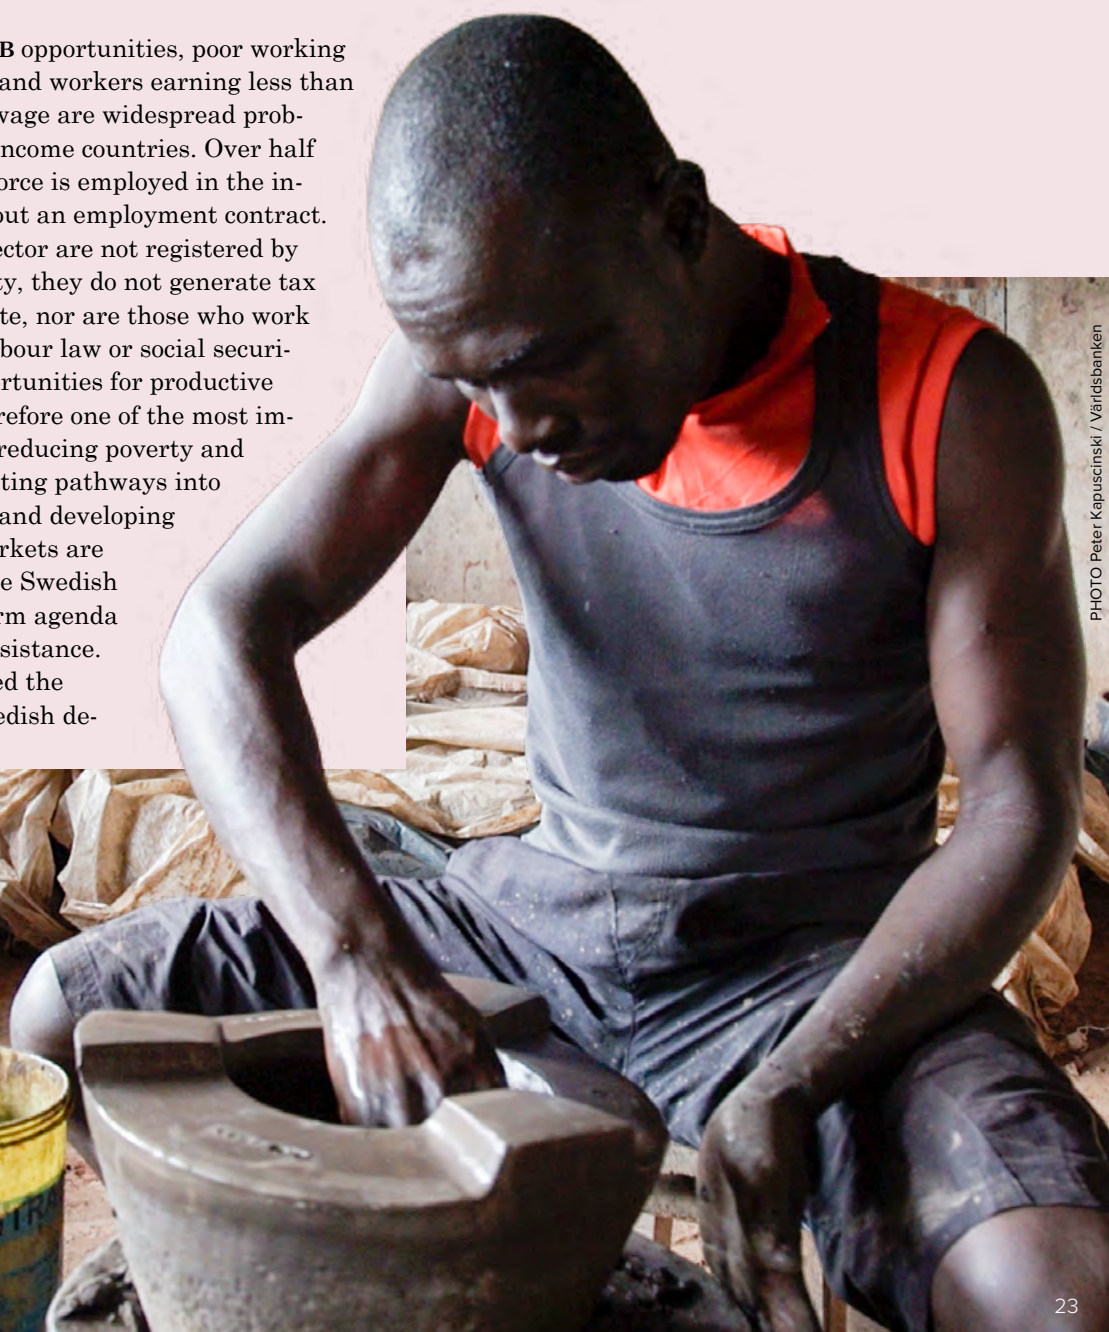 B opportunities, poor working
and workers earning less than
wage are widespread prob-
ncome countries. Over half
orce is employed in the in-
out an employment contract.
ector are not registered by
ty, they do not generate tax
te, nor are those who work
bour law or social securi-
rtunities for productive
refore one of the most im-
reducing poverty and
ting pathways into
and developing
rkets are
e Swedish
rm agenda
sistance.
ed the
edish de-
PHOTO Peter Kapuscinski / Världsbanken
23